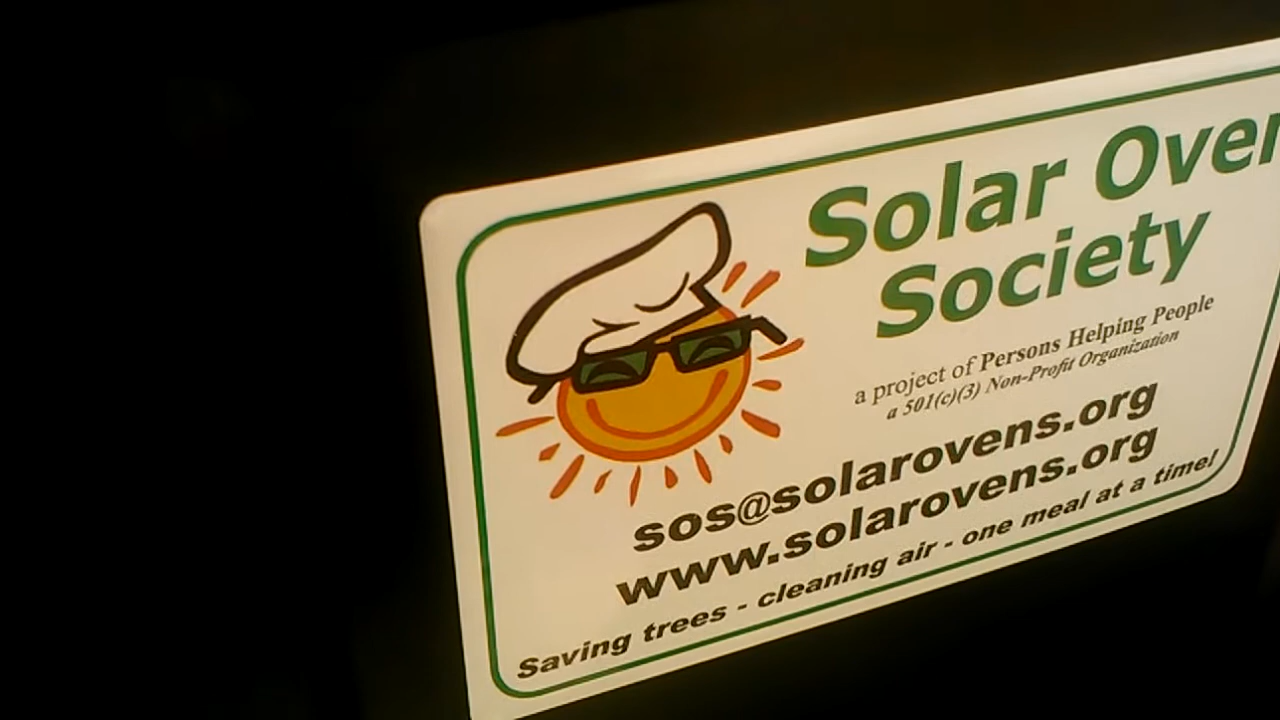 Solar Oven
Society
a project of Persons Helping People
a 501(c)(3) Non-Profit Organization
sos@solarovens.org
www.solarovens.org
Saving trees - cleaning air - one meal at a time!